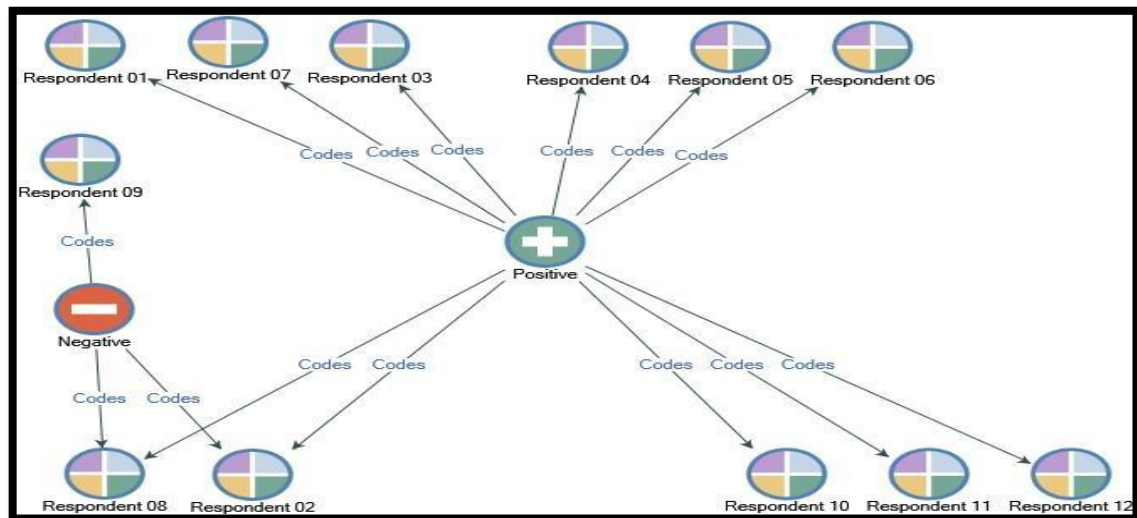 Respondent 01
Respondent 07
Respondent 03
Respondent 04
Respondent 05
Respondent 06
Codes
Codes
Codes
Codes
Codes
Codes
Respondent 09
Codes
Positive
Negative
Codes
Codes
Codes
Codes
Codes
Codes
Codes
Respondent 08
Respondent 02
Respondent 10
Respondent 11
Respondent 12